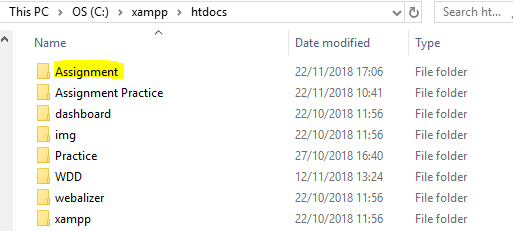 This PC > OS (C:) > xampp > htdocs
Search ht...
Name Date modified Type
Assignment 22/11/2018 17:06 File folder
Assignment Practice 22/11/2018 10:41 File folder
dashboard 22/10/2018 11:56 File folder
img 22/10/2018 11:56 File folder
Practice 27/10/2018 16:40 File folder
WDD 12/11/2018 13:24 File folder
webalizer 22/10/2018 11:56 File folder
xampp 22/10/2018 11:56 File folder